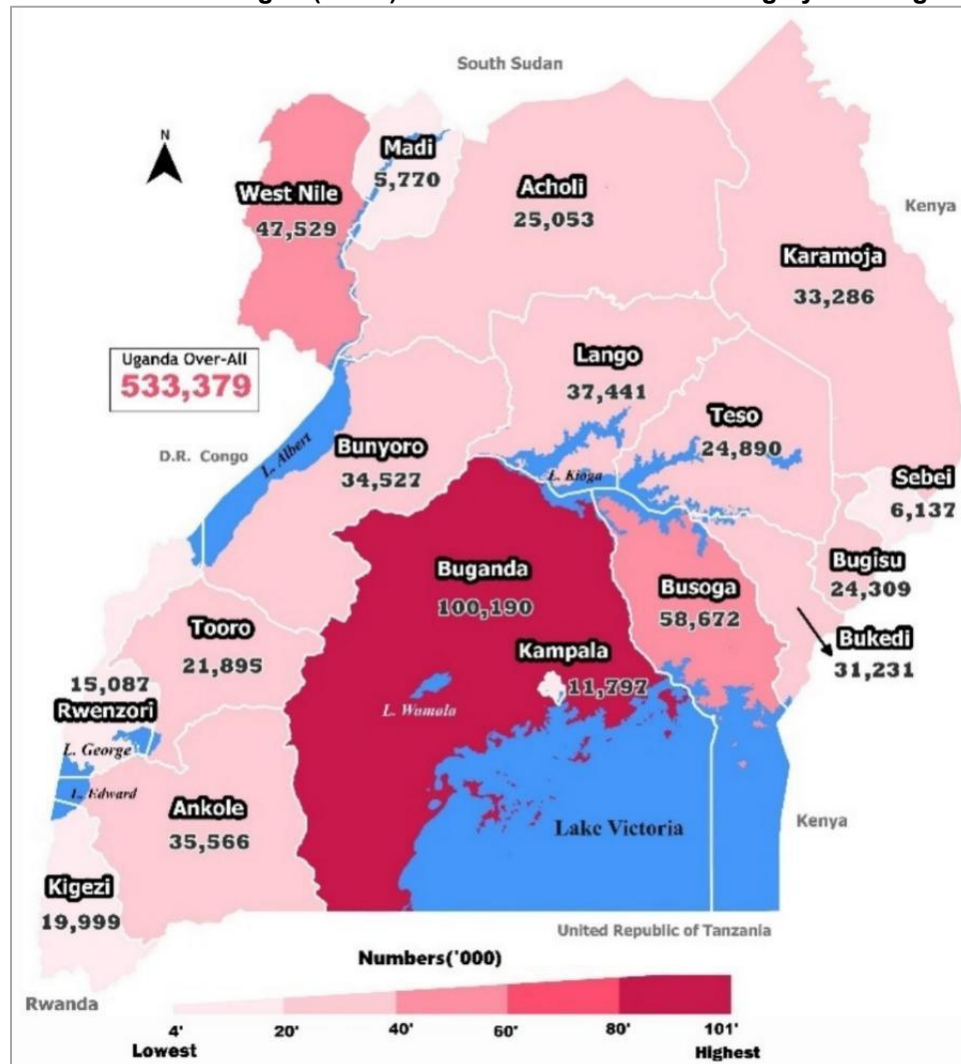 South Sudan
N
Madi
5,770
West Nile
47,529
Acholi
25,053
Kenya
Karamoja
33,286
Uganda Over-All
533,379
Lango
37,441
Teso
24,890
D.R. Congo
L. Albert
Bunyoro
34,527
L. Kioga
Sebei
6,137
Buganda
100,190
Busoga
58,672
Bugisu
24,309
Bukedi
31,231
Tooro
21,895
Kampala
11,797
15,087
Rwenzori
L. Wamala
L. George
L. Edward
Ankole
35,566
Lake Victoria
Kenya
Kigezi
19,999
United Republic of Tanzania
Numbers('000)
Rwanda
4' 20' 40' 60' 80' 101'
Lowest Highest